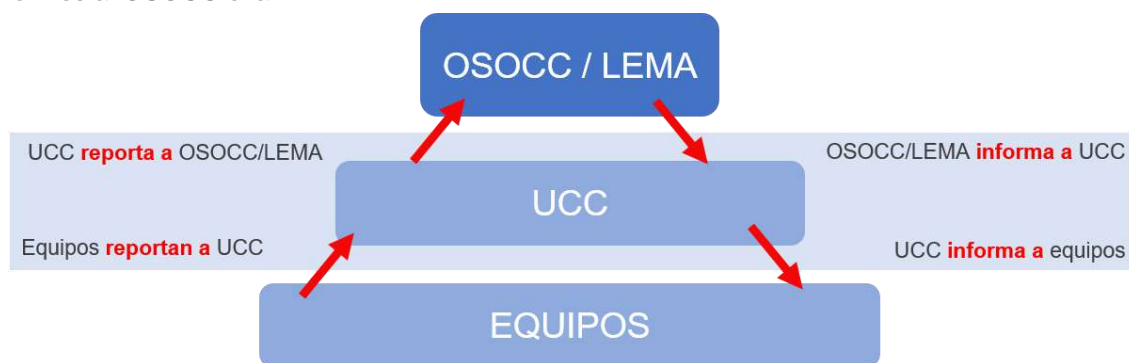 OSOCC / LEMA
UCC reporta a OSOCC/LEMA
OSOCC/LEMA informa a UCC
UCC
Equipos reportan a UCC
UCC informa a equipos
EQUIPOS